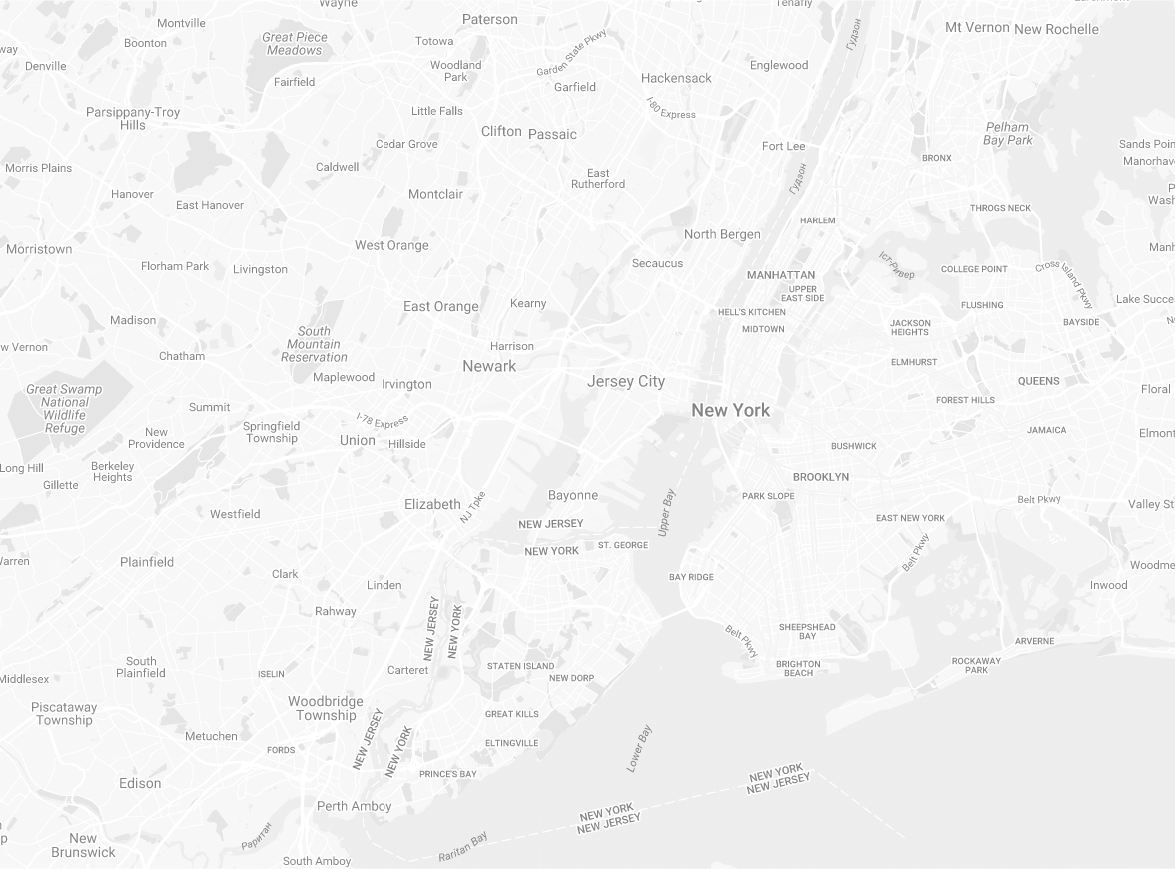 Wayne
Tenafly
Montville
Paterson
Mt Vernon
New Rochelle
Boonton
Great Piece
Meadows
Totowa
Garden State Pkwy
Гудзон
Denville
Woodland
Park
Englewood
Fairfield
Hackensack
Garfield
Parsippany-Troy
Hills
Little Falls
I-80 Express
Clifton
Passaic
Pelham
Bay Park
Cedar Grove
Fort Lee
BRONX
Morris Plains
Caldwell
East
Rutherford
Гудзон
Hanover
East Hanover
Montclair
THROGS NECK
HARLEM
Morristown
West Orange
North Bergen
Florham Park
Livingston
Secaucus
MANHATTAN
Іст-Рівер
COLLEGE POINT
Cross Island Pkwy
UPPER
EAST SIDE
East Orange
Kearny
HELL'S KITCHEN
FLUSHING
Madison
South
Mountain
Reservation
MIDTOWN
JACKSON
HEIGHTS
BAYSIDE
Harrison
Chatham
Newark
ELMHURST
Maplewood
Irvington
Jersey City
QUEENS
Great Swamp
National
Wildlife
Refuge
Floral
Summit
New York
FOREST HILLS
I-78 Express
New
Providence
Springfield
Township
Union
Hillside
JAMAICA
BUSHWICK
Long Hill
Berkeley
Heights
Gillette
BROOKLYN
Bayonne
PARK SLOPE
Belt Pkwy
Elizabeth
NJ Tpke
Upper Bay
Westfield
NEW JERSEY
NEW YORK
ST. GEORGE
EAST NEW YORK
Belt Pkwy
Plainfield
Clark
Linden
BAY RIDGE
Inwood
Rahway
NEW JERSEY
NEW YORK
SHEEPSHEAD
BAY
Belt Pkwy
ARVERNE
South
Plainfield
ISELIN
Carteret
STATEN ISLAND
NEW DORP
BRIGHTON
BEACH
ROCKAWAY
PARK
Middlesex
Woodbridge
Township
Piscataway
Township
GREAT KILLS
NEW JERSEY
NEW YORK
Metuchen
FORDS
ELTINGVILLE
Lower Bay
PRINCE'S BAY
NEW YORK
NEW JERSEY
Edison
Perth Amboy
NEW YORK
NEW JERSEY
New
Brunswick
Раритан
Raritan Bay
South Amboy